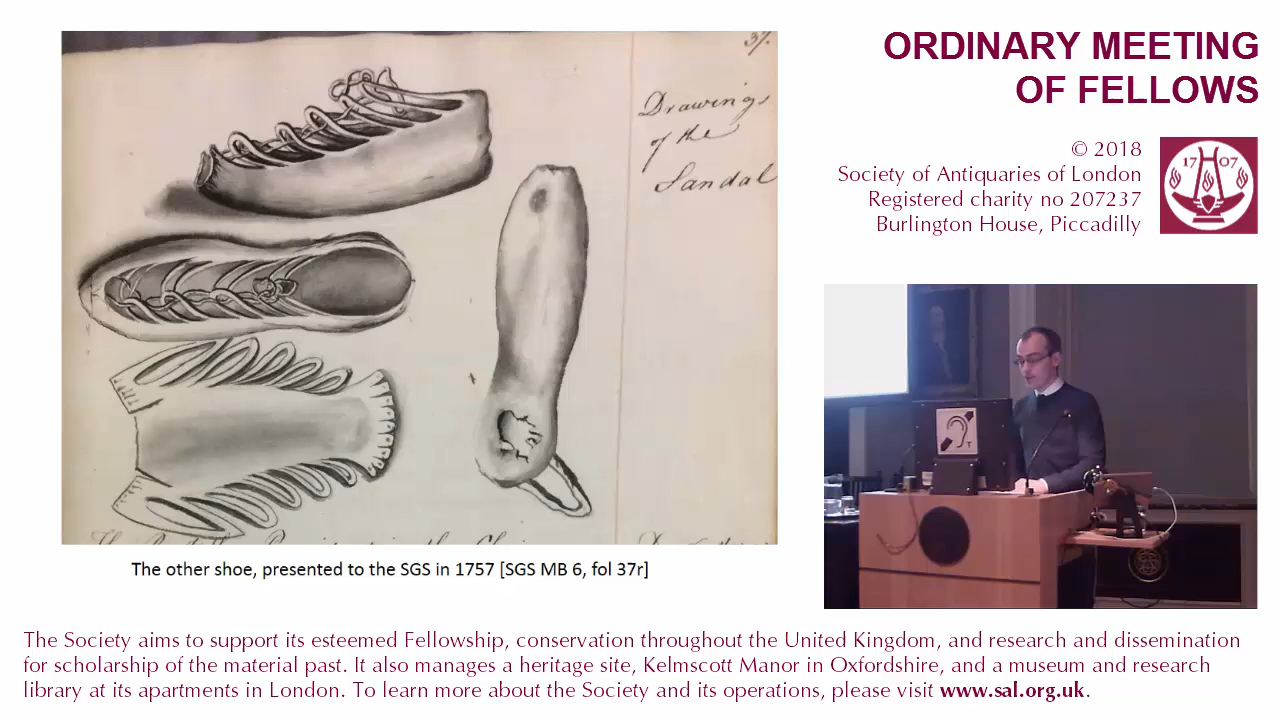 ORDINARY MEETING
OF FELLOWS
© 2018
Society of Antiquaries of London
Registered charity no 207237
Burlington House, Piccadilly
17 07
37.
Drawings
of the
Sandal
T
The other shoe, presented to the SGS in 1757 [SGS MB 6, fol 37r]
The Society aims to support its esteemed Fellowship, conservation throughout the United Kingdom, and research and dissemination
for scholarship of the material past. It also manages a heritage site, Kelmscott Manor in Oxfordshire, and a museum and research
library at its apartments in London. To learn more about the Society and its operations, please visit www.sal.org.uk.